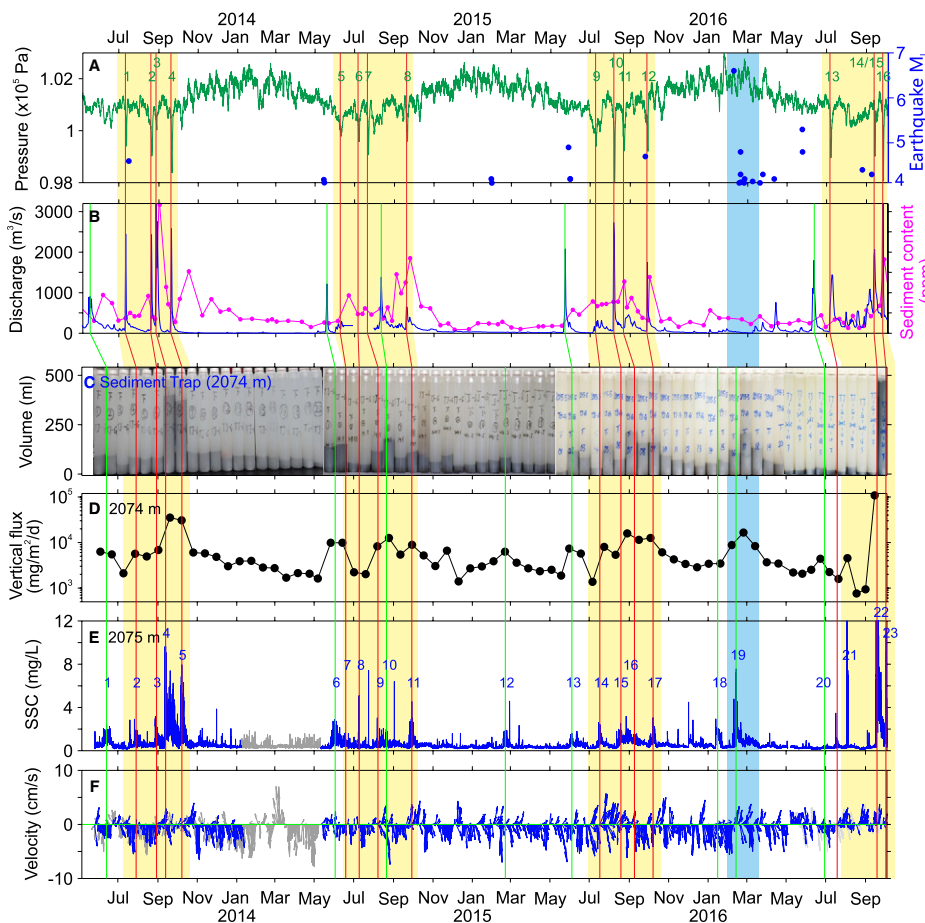 2014 2015 2016
Jul Sep Nov Jan Mar May Jul Sep Nov Jan Mar May Jul Sep Nov Jan Mar May Jul Sep
A
Pressure (x10⁵ Pa)
1.02
1
0.98
1 2 3 4 5 6 7 8 9 10 11 12 13 14/15 16
Earthquake M
7
6
5
4
B
Discharge (m³/s)
3000
2000
1000
0
Sediment content
(ppm)
C Sediment Trap (2074 m)
Volume (ml)
500
250
0
D 2074 m
Vertical flux
(mg/m²/d)
10⁵
10⁴
10³
E 2075 m
SSC (mg/L)
12
8
4
0
1 2 3 4 5 6 7 8 9 10 11 12 13 14 15 16 17 18 19 20 21 22 23
F
Velocity (cm/s)
10
0
-10
Jul Sep Nov Jan Mar May Jul Sep Nov Jan Mar May Jul Sep Nov Jan Mar May Jul Sep
2014 2015 2016